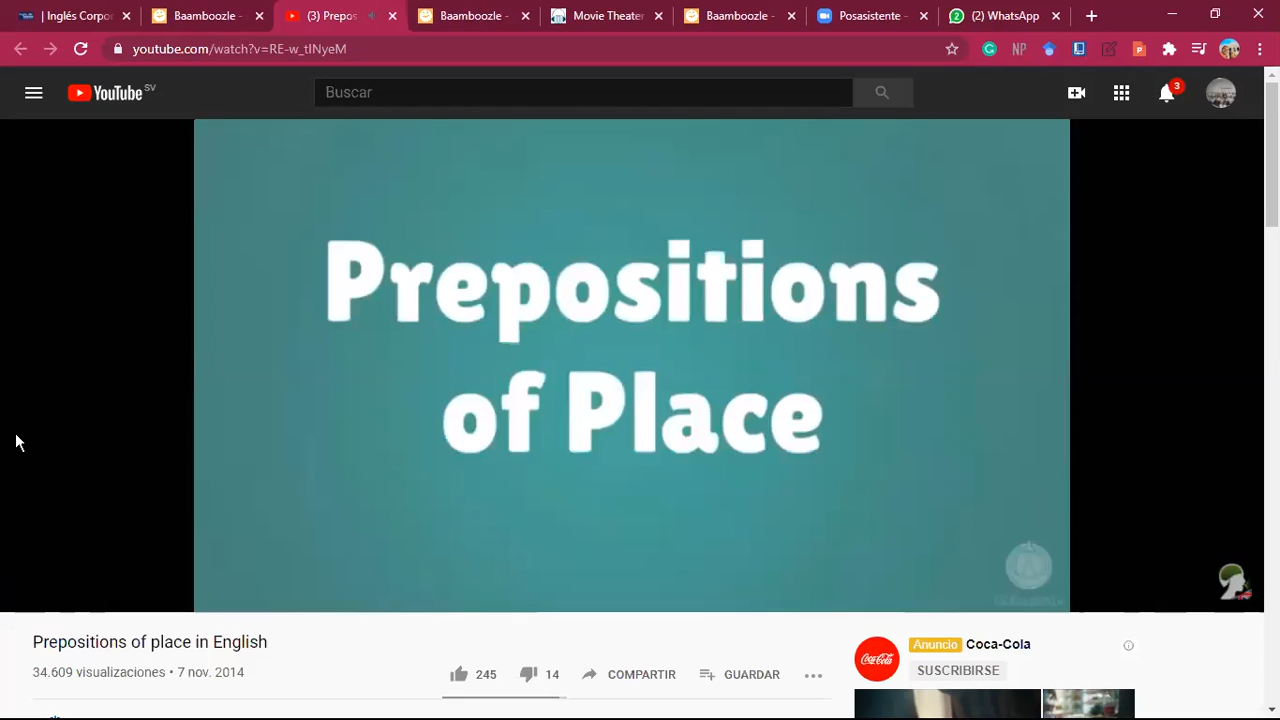 | Inglés Corpor
Baamboozle -
(3) Prepos
Baamboozle -
Movie Theater
Baamboozle -
Posasistente -
(2) WhatsApp
youtube.com/watch?v=RE-w_tINyeM
NP
P
YouTube SV
Buscar
3
Prepositions
of Place
Prepositions of place in English
34.609 visualizaciones • 7 nov. 2014
245
14
COMPARTIR
GUARDAR
Anuncio Coca-Cola
SUSCRIBIRSE